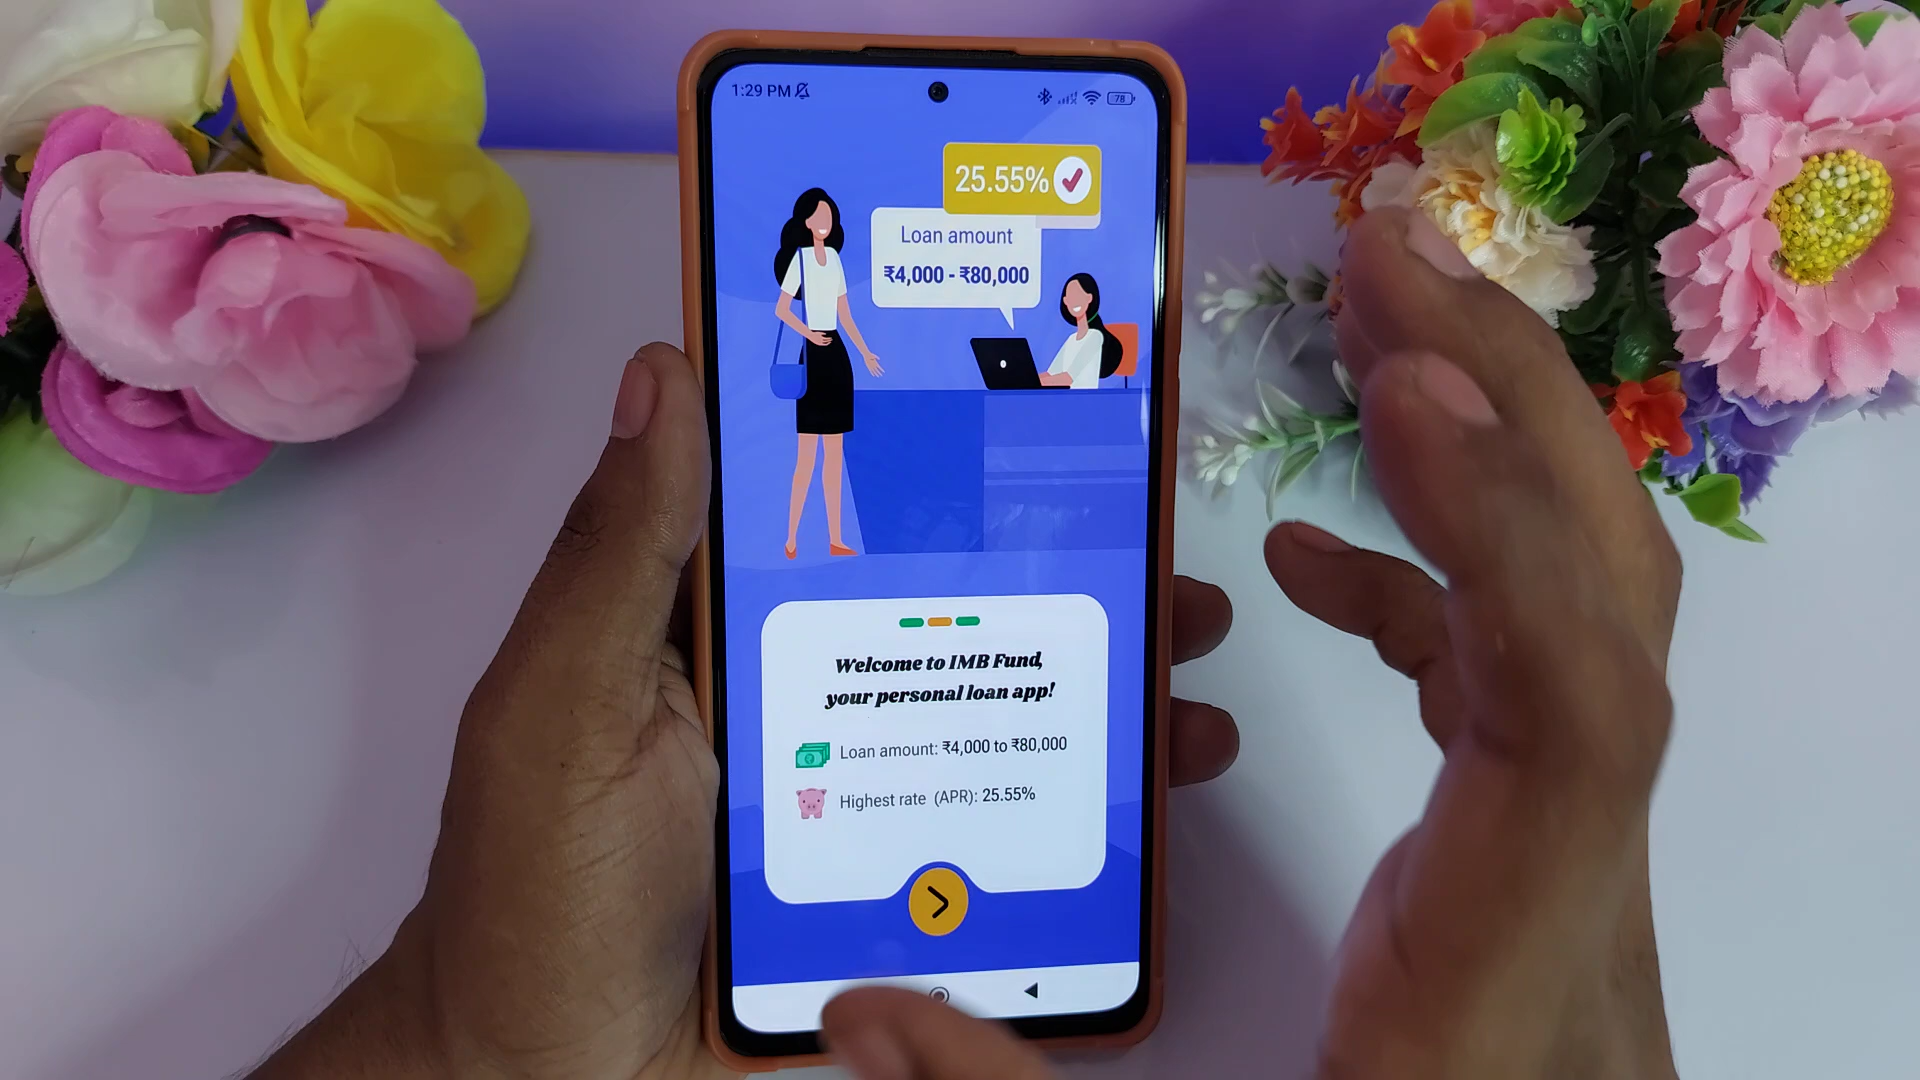 1:29 PM
78
25.55%
Loan amount
₹4,000 - ₹80,000
Welcome to IMB Fund,
your personal loan app!
Loan amount: ₹4,000 to ₹80,000
Highest rate (APR): 25.55%